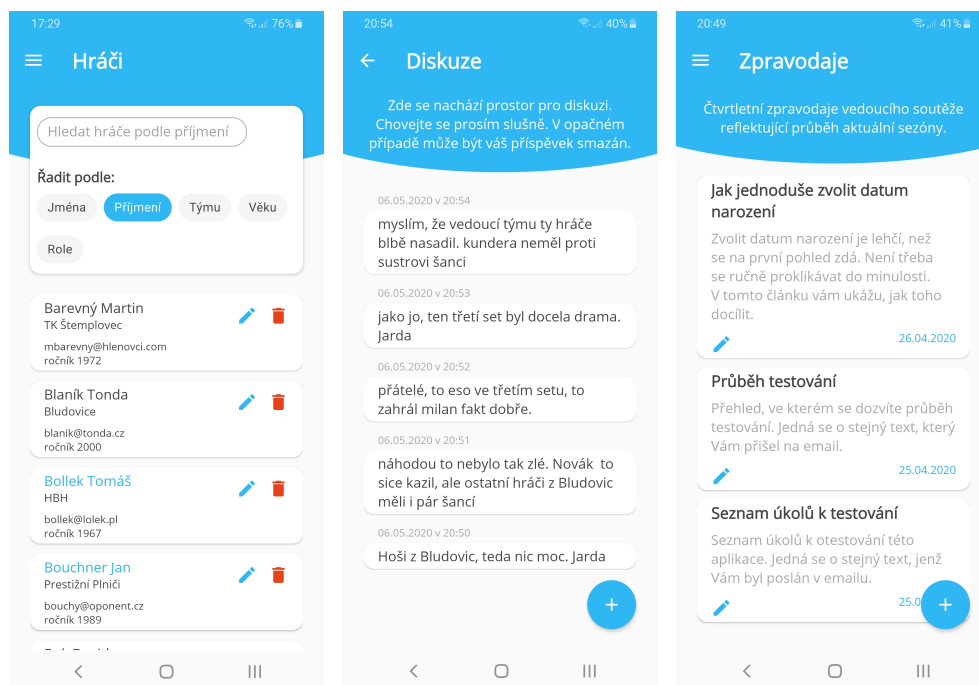 17:29
76%
Hráči
Hledat hráče podle příjmení
Řadit podle:
Jména
Příjmení
Týmu
Věku
Role
Barevný Martin
TK Štemplovec
mbarevny@hlenovci.com
ročník 1972
Blaník Tonda
Bludovice
blanik@tonda.cz
ročník 2000
Bollek Tomáš
HBH
bollek@lolek.pl
ročník 1967
Bouchner Jan
Prestižní Plniči
bouchy@oponent.cz
ročník 1989
20:54
40%
Diskuze
Zde se nachází prostor pro diskuzi.
Chovejte se prosím slušně. V opačném
případě může být váš příspěvek smazán.
06.05.2020 v 20:54
myslím, že vedoucí týmu ty hráče
blbě nasadil. kundera neměl proti
sustrovi šanci
06.05.2020 v 20:53
jako jo, ten třetí set byl docela drama.
Jarda
06.05.2020 v 20:52
přátelé, to eso ve třetím setu, to
zahrál milan fakt dobře.
06.05.2020 v 20:51
náhodou to nebylo tak zlé. Novák to
sice kazil, ale ostatní hráči z Bludovic
měli i pár šancí
06.05.2020 v 20:50
Hoši z Bludovic, teda nic moc. Jarda
+
20:49
41%
Zpravodaje
Čtvrtletní zpravodaje vedoucího soutěže
reflektující průběh aktuální sezóny.
Jak jednoduše zvolit datum
narození
Zvolit datum narození je lehčí, než
se na první pohled zdá. Není třeba
se ručně proklikávat do minulosti.
V tomto článku vám ukážu, jak toho
docílit.
26.04.2020
Průběh testování
Přehled, ve kterém se dozvíte průběh
testování. Jedná se o stejný text, který
Vám přišel na email.
25.04.2020
Seznam úkolů k testování
Seznam úkolů k otestování této
aplikace. Jedná se o stejný text, jenž
Vám byl poslán v emailu.
25.0
+